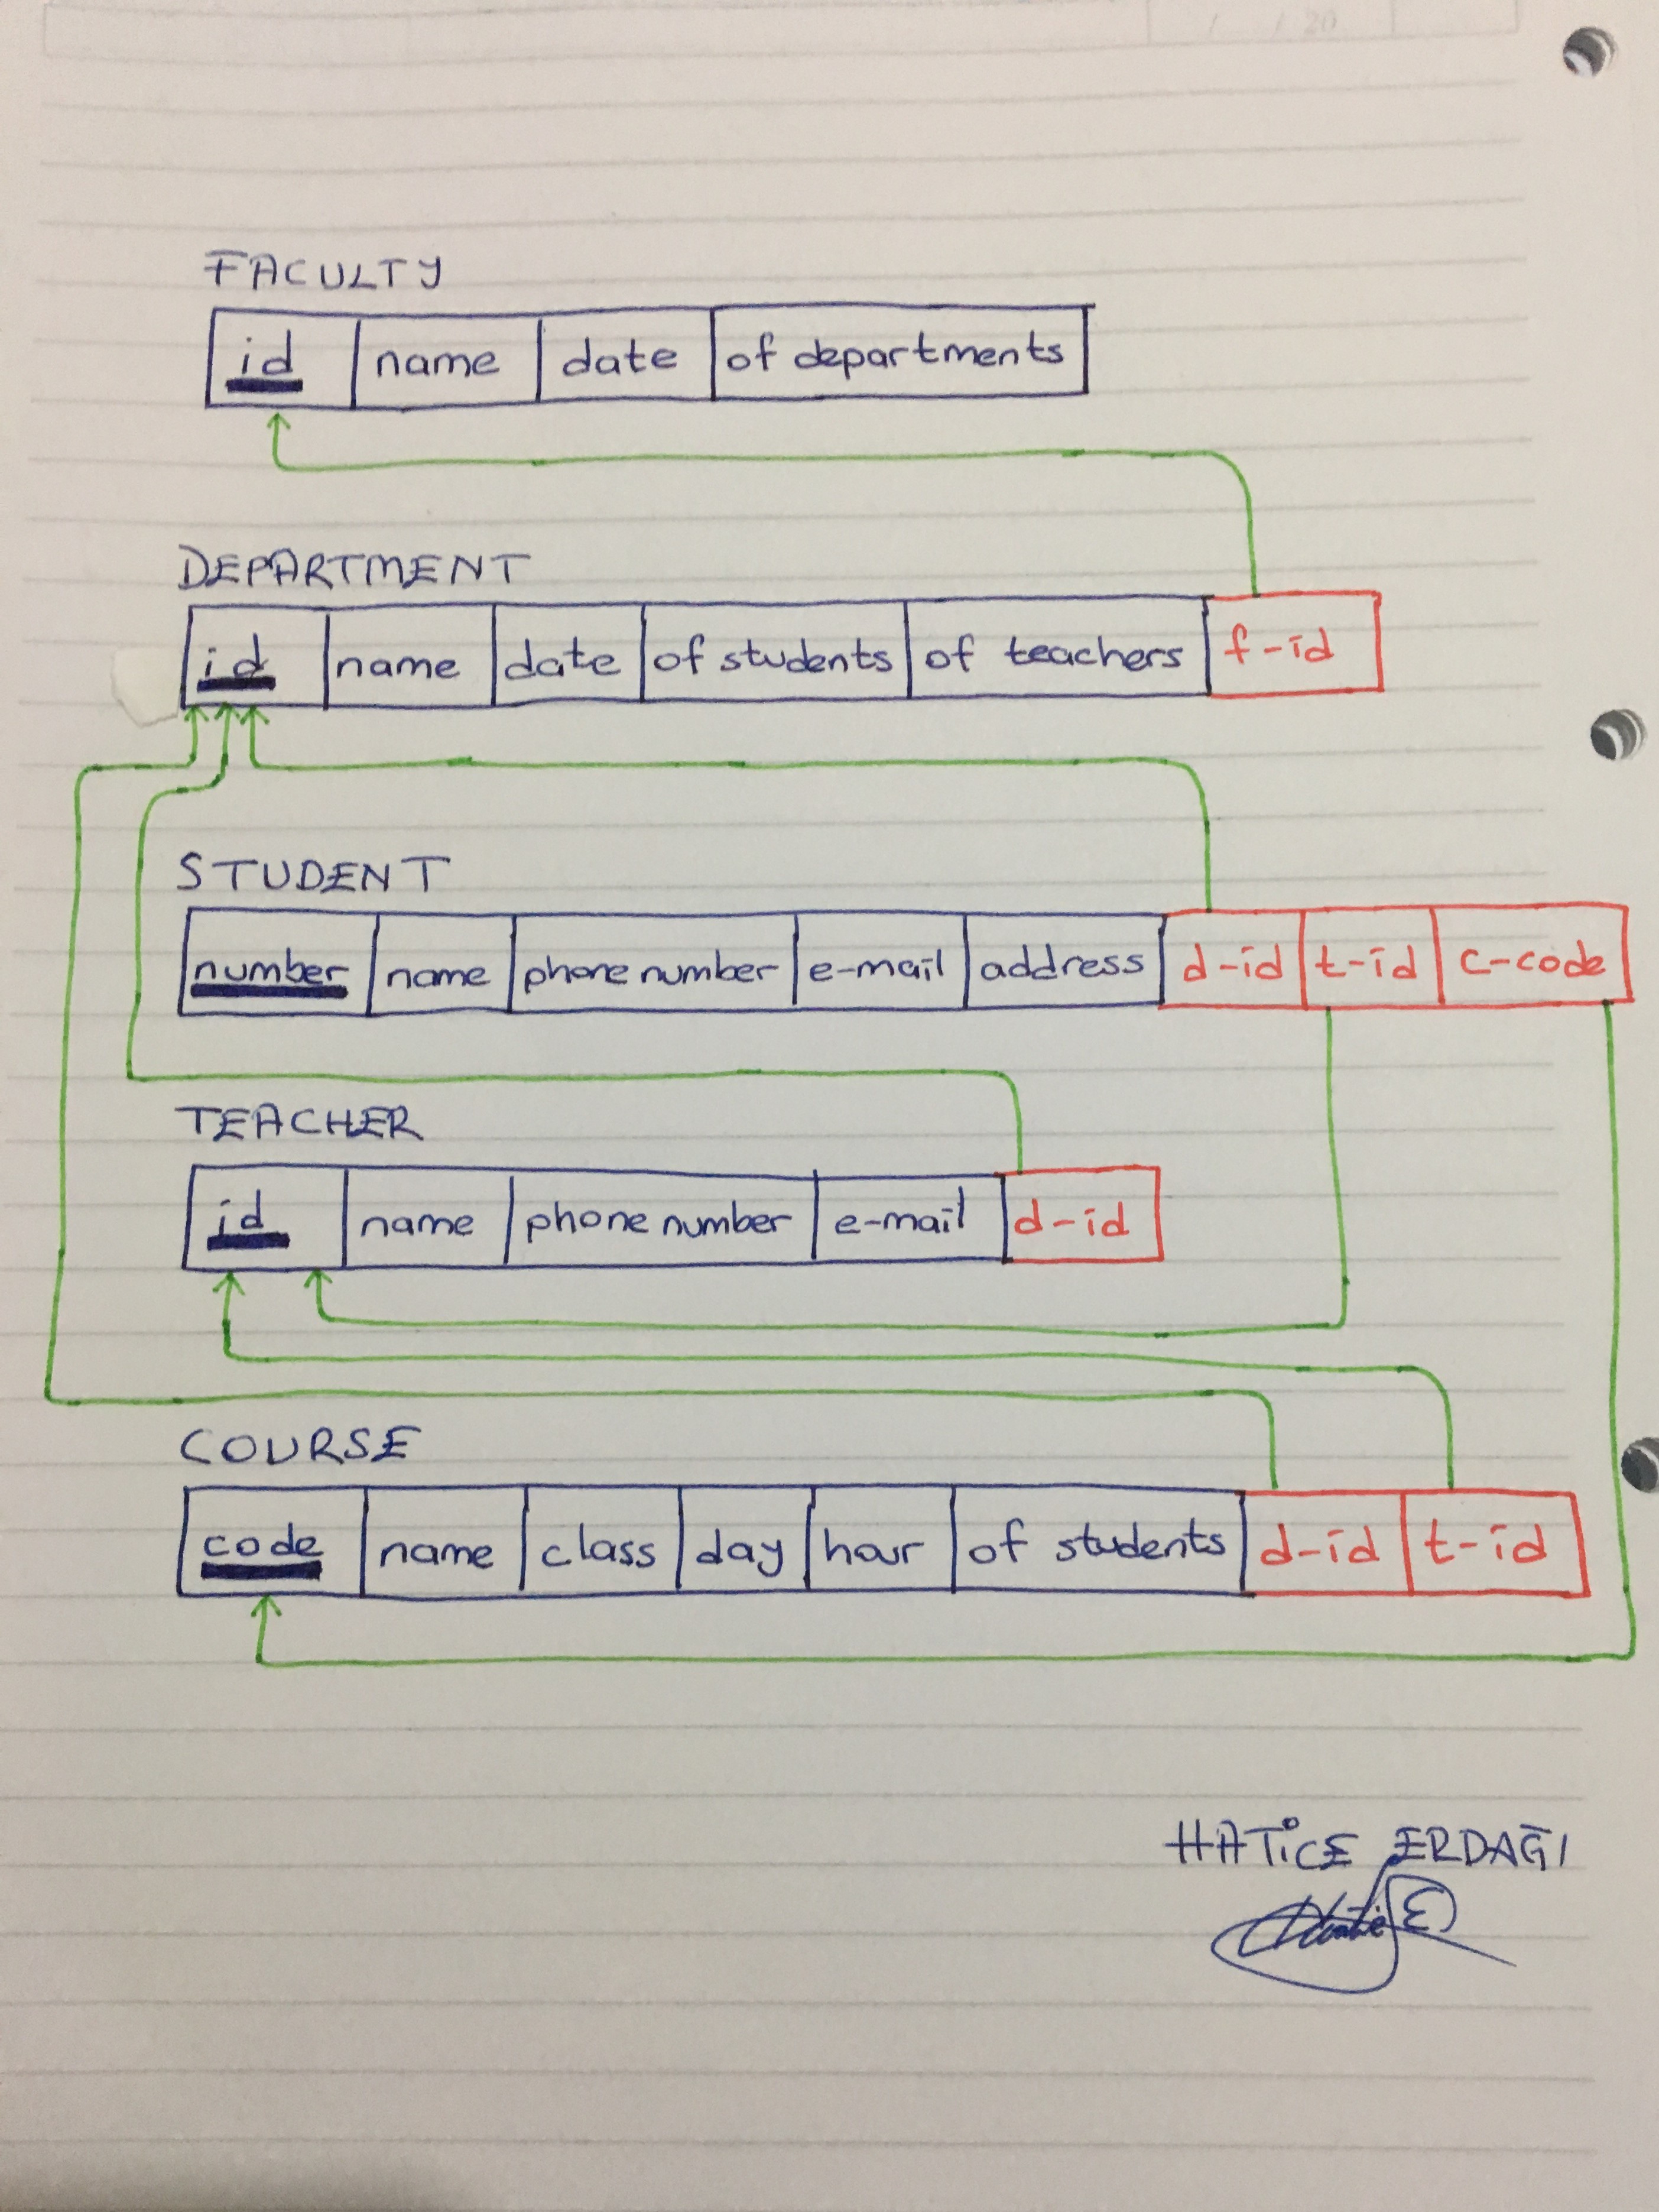 / / 20
FACULTY
id name date of departments
DEPARTMENT
id name date of students of teachers f-id
STUDENT
number name phone number e-mail address d-id t-id c-code
TEACHER
id name phone number e-mail d-id
COURSE
code name class day hour of students d-id t-id
HATİCE ERDAĞI